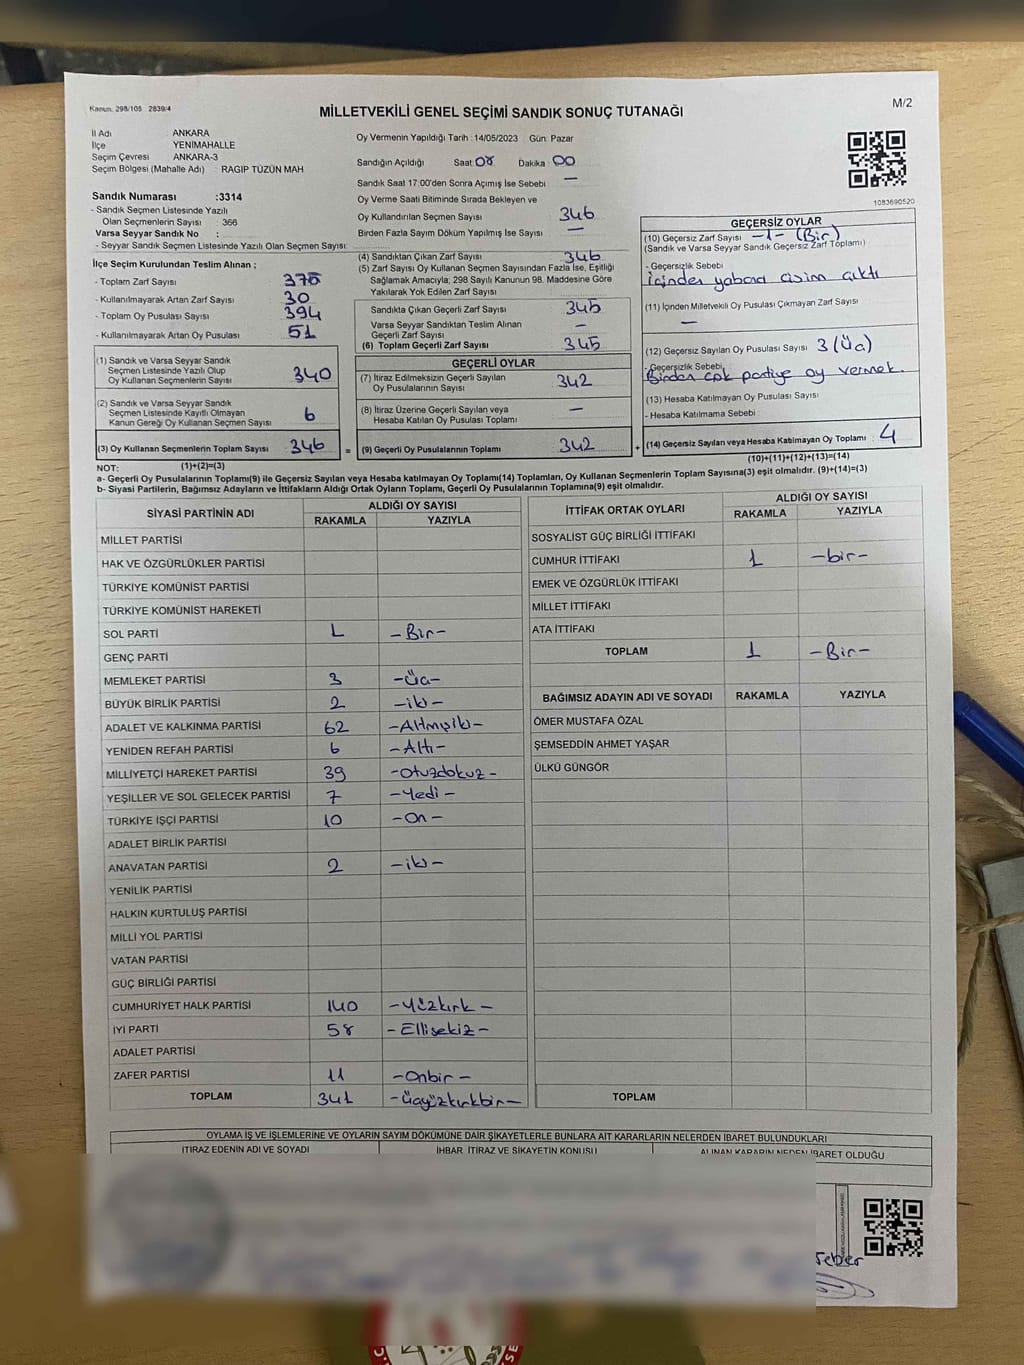 Kanun: 298/105 2839/4
MİLLETVEKİLİ GENEL SEÇİMİ SANDIK SONUÇ TUTANAĞI
M/2
İl Adı ANKARA
İlçe YENİMAHALLE
Seçim Çevresi ANKARA-3
Seçim Bölgesi (Mahalle Adı) : RAGIP TÜZÜN MAH
Sandık Numarası :3314
- Sandık Seçmen Listesinde Yazılı
Olan Seçmenlerin Sayısı : 366
Varsa Seyyar Sandık No :
- Seyyar Sandık Seçmen Listesinde Yazılı Olan Seçmen Sayısı:
Oy Vermenin Yapıldığı Tarih : 14/05/2023 Gün: Pazar
Sandığın Açıldığı Saat: 08 Dakika: 00
Sandık Saat 17:00'den Sonra Açımış İse Sebebi : —
Oy Verme Saati Bitiminde Sırada Bekleyen ve
Oy Kullandırılan Seçmen Sayısı : 346
Birden Fazla Sayım Döküm Yapılmış İse Sayısı : —
1083690520
İlçe Seçim Kurulundan Teslim Alınan :
- Toplam Zarf Sayısı : 376
- Kullanılmayarak Artan Zarf Sayısı : 30
- Toplam Oy Pusulası Sayısı : 394
- Kullanılmayarak Artan Oy Pusulası : 51
(1) Sandık ve Varsa Seyyar Sandık
Seçmen Listesinde Yazılı Olup
Oy Kullanan Seçmenlerin Sayısı : 340
(2) Sandık ve Varsa Seyyar Sandık
Seçmen Listesinde Kayıtlı Olmayan
Kanun Gereği Oy Kullanan Seçmen Sayısı : 6
(3) Oy Kullanan Seçmenlerin Toplam Sayısı : 346
(4) Sandıktan Çıkan Zarf Sayısı : 346
(5) Zarf Sayısı Oy Kullanan Seçmen Sayısından Fazla İse, Eşitliği
Sağlamak Amacıyla; 298 Sayılı Kanunun 98. Maddesine Göre
Yakılarak Yok Edilen Zarf Sayısı :
Sandıkta Çıkan Geçerli Zarf Sayısı : 345
Varsa Seyyar Sandıktan Teslim Alınan
Geçerli Zarf Sayısı : —
(6) Toplam Geçerli Zarf Sayısı : 345
GEÇERLİ OYLAR
(7) İtiraz Edilmeksizin Geçerli Sayılan
Oy Pusulalarının Sayısı : 342
(8) İtiraz Üzerine Geçerli Sayılan veya
Hesaba Katılan Oy Pusulası Toplamı : —
= (9) Geçerli Oy Pusulalarının Toplamı : 342
GEÇERSİZ OYLAR
(10) Geçersiz Zarf Sayısı : -1- (Bir)
(Sandık ve Varsa Seyyar Sandık Geçersiz Zarf Toplamı)
- Geçersizlik Sebebi :
İçinden yabancı cisim çıktı
(11) İçinden Milletvekili Oy Pusulası Çıkmayan Zarf Sayısı :
—
(12) Geçersiz Sayılan Oy Pusulası Sayısı : 3 (Üç)
- Geçersizlik Sebebi :
Birden çok partiye oy vermek.
(13) Hesaba Katılmayan Oy Pusulası Sayısı :
- Hesaba Katılmama Sebebi :
+ (14) Geçersiz Sayılan veya Hesaba Katılmayan Oy Toplamı : 4
NOT: (1)+(2)=(3) (10)+(11)+(12)+(13)=(14)
a- Geçerli Oy Pusulalarının Toplamı(9) ile Geçersiz Sayılan veya Hesaba katılmayan Oy Toplamı(14) Toplamları, Oy Kullanan Seçmenlerin Toplam Sayısına(3) eşit olmalıdır. (9)+(14)=(3)
b- Siyasi Partilerin, Bağımsız Adayların ve İttifakların Aldığı Ortak Oyların Toplamı, Geçerli Oy Pusulalarının Toplamına(9) eşit olmalıdır.
SİYASİ PARTİNİN ADI ALDIĞI OY SAYISI
RAKAMLA YAZIYLA
MİLLET PARTİSİ
HAK VE ÖZGÜRLÜKLER PARTİSİ
TÜRKİYE KOMÜNİST PARTİSİ
TÜRKİYE KOMÜNİST HAREKETİ
SOL PARTİ 1 -Bir-
GENÇ PARTİ
MEMLEKET PARTİSİ 3 -Üç-
BÜYÜK BİRLİK PARTİSİ 2 -iki-
ADALET VE KALKINMA PARTİSİ 62 -Altmışiki-
YENİDEN REFAH PARTİSİ 6 -Altı-
MİLLİYETÇİ HAREKET PARTİSİ 39 -Otuzdokuz-
YEŞİLLER VE SOL GELECEK PARTİSİ 7 -Yedi-
TÜRKİYE İŞÇİ PARTİSİ 10 -On-
ADALET BİRLİK PARTİSİ
ANAVATAN PARTİSİ 2 -iki-
YENİLİK PARTİSİ
HALKIN KURTULUŞ PARTİSİ
MİLLİ YOL PARTİSİ
VATAN PARTİSİ
GÜÇ BİRLİĞİ PARTİSİ
CUMHURİYET HALK PARTİSİ 140 -Yüzkırk-
İYİ PARTİ 58 -Ellisekiz-
ADALET PARTİSİ
ZAFER PARTİSİ 11 -Onbir-
TOPLAM 341 -Üçyüzkırkbir-
İTTİFAK ORTAK OYLARI ALDIĞI OY SAYISI
RAKAMLA YAZIYLA
SOSYALİST GÜÇ BİRLİĞİ İTTİFAKI
CUMHUR İTTİFAKI 1 -bir-
EMEK VE ÖZGÜRLÜK İTTİFAKI
MİLLET İTTİFAKI
ATA İTTİFAKI
TOPLAM 1 -Bir-
BAĞIMSIZ ADAYIN ADI VE SOYADI RAKAMLA YAZIYLA
ÖMER MUSTAFA ÖZAL
ŞEMSEDDİN AHMET YAŞAR
ÜLKÜ GÜNGÖR
TOPLAM
OYLAMA İŞ VE İŞLEMLERİNE VE OYLARIN SAYIM DÖKÜMÜNE DAİR ŞİKAYETLERLE BUNLARA AİT KARARLARIN NELERDEN İBARET BULUNDUKLARI
İTİRAZ EDENİN ADI VE SOYADI İHBAR, İTİRAZ VE ŞİKAYETİN KONUSU ALINAN KARARIN NEDEN İBARET OLDUĞU